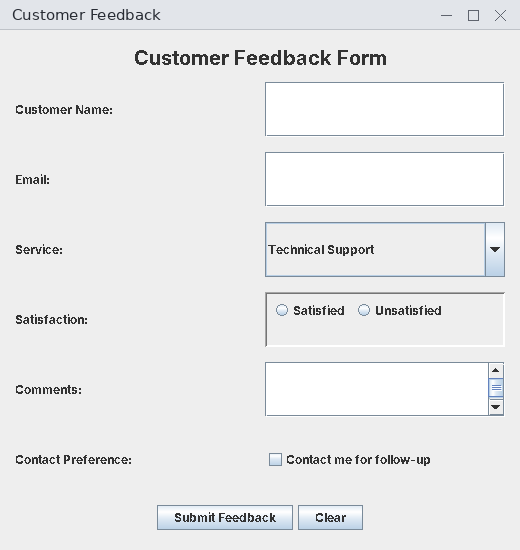 Customer Feedback
Customer Feedback Form
Customer Name:
Email:
Service:
Technical Support
Satisfaction:
Satisfied
Unsatisfied
Comments:
Contact Preference:
Contact me for follow-up
Submit Feedback
Clear